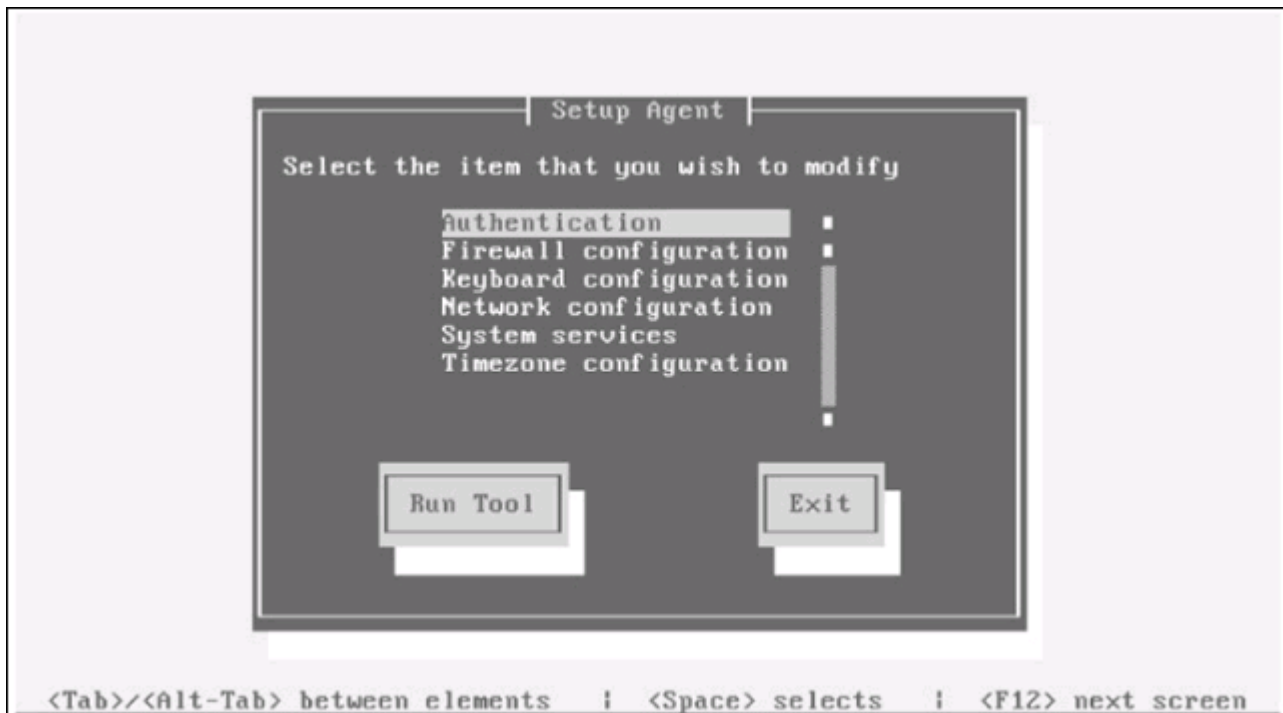 Setup Agent
Select the item that you wish to modify
Authentication
Firewall configuration
Keyboard configuration
Network configuration
System services
Timezone configuration
Run Tool Exit
<Tab>/<Alt-Tab> between elements | <Space> selects | <F12> next screen